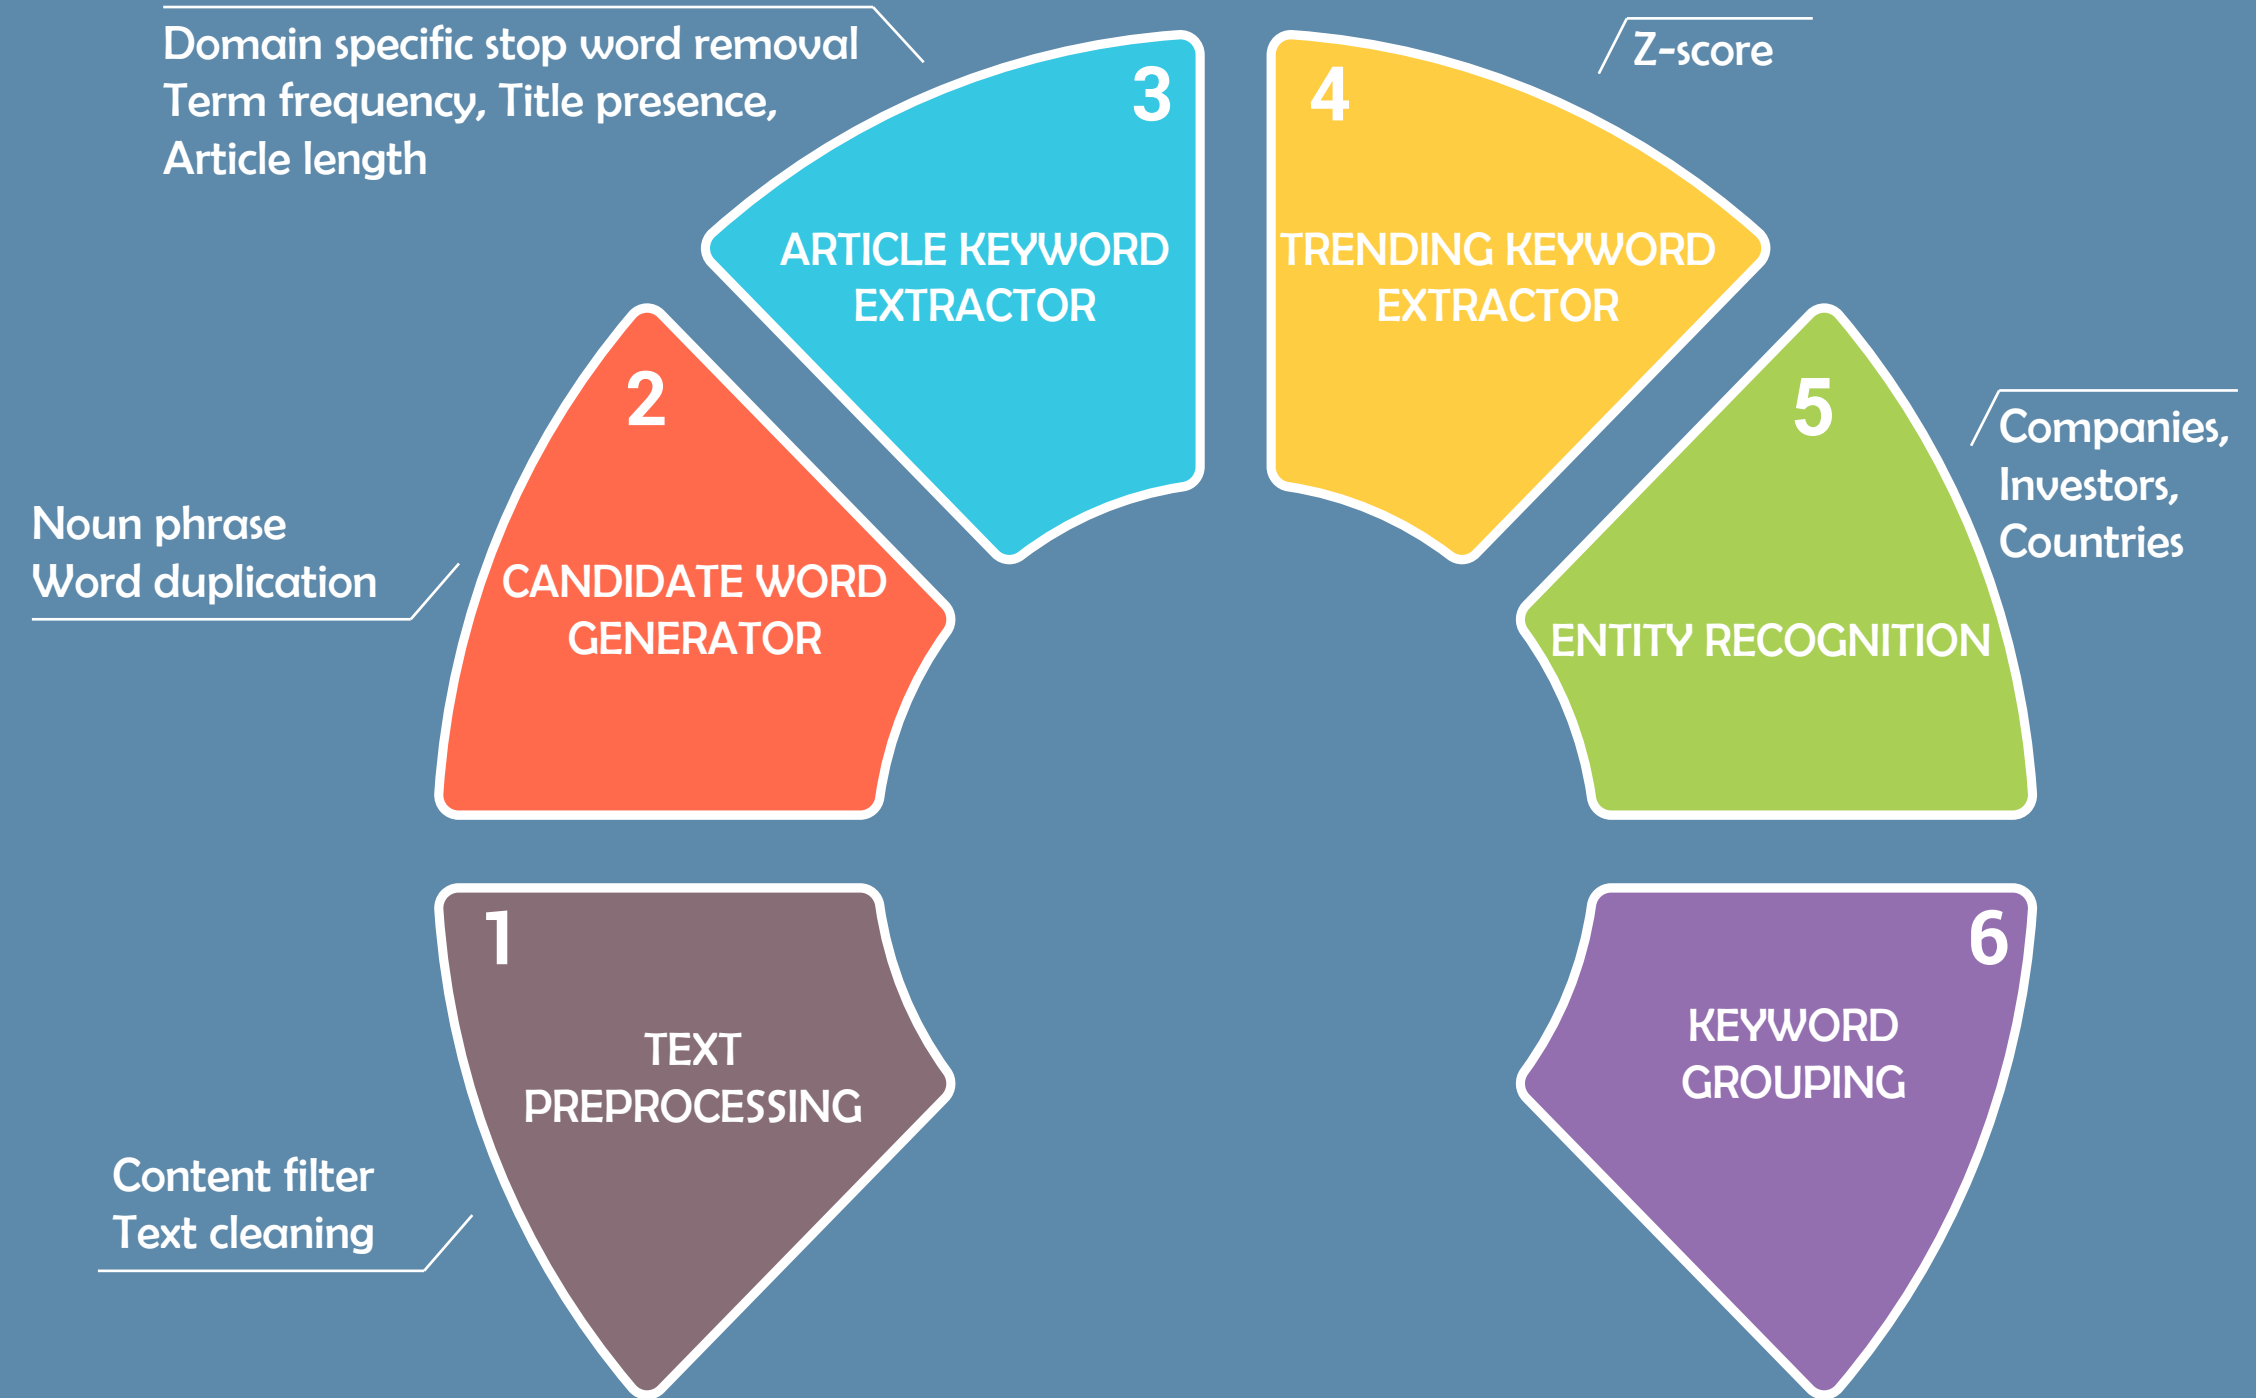 Domain specific stop word removal
Term frequency, Title presence,
Article length
3
ARTICLE KEYWORD
EXTRACTOR
4
TRENDING KEYWORD
EXTRACTOR
Z-score
2
CANDIDATE WORD
GENERATOR
Noun phrase
Word duplication
5
ENTITY RECOGNITION
Companies,
Investors,
Countries
1
TEXT
PREPROCESSING
Content filter
Text cleaning
6
KEYWORD
GROUPING